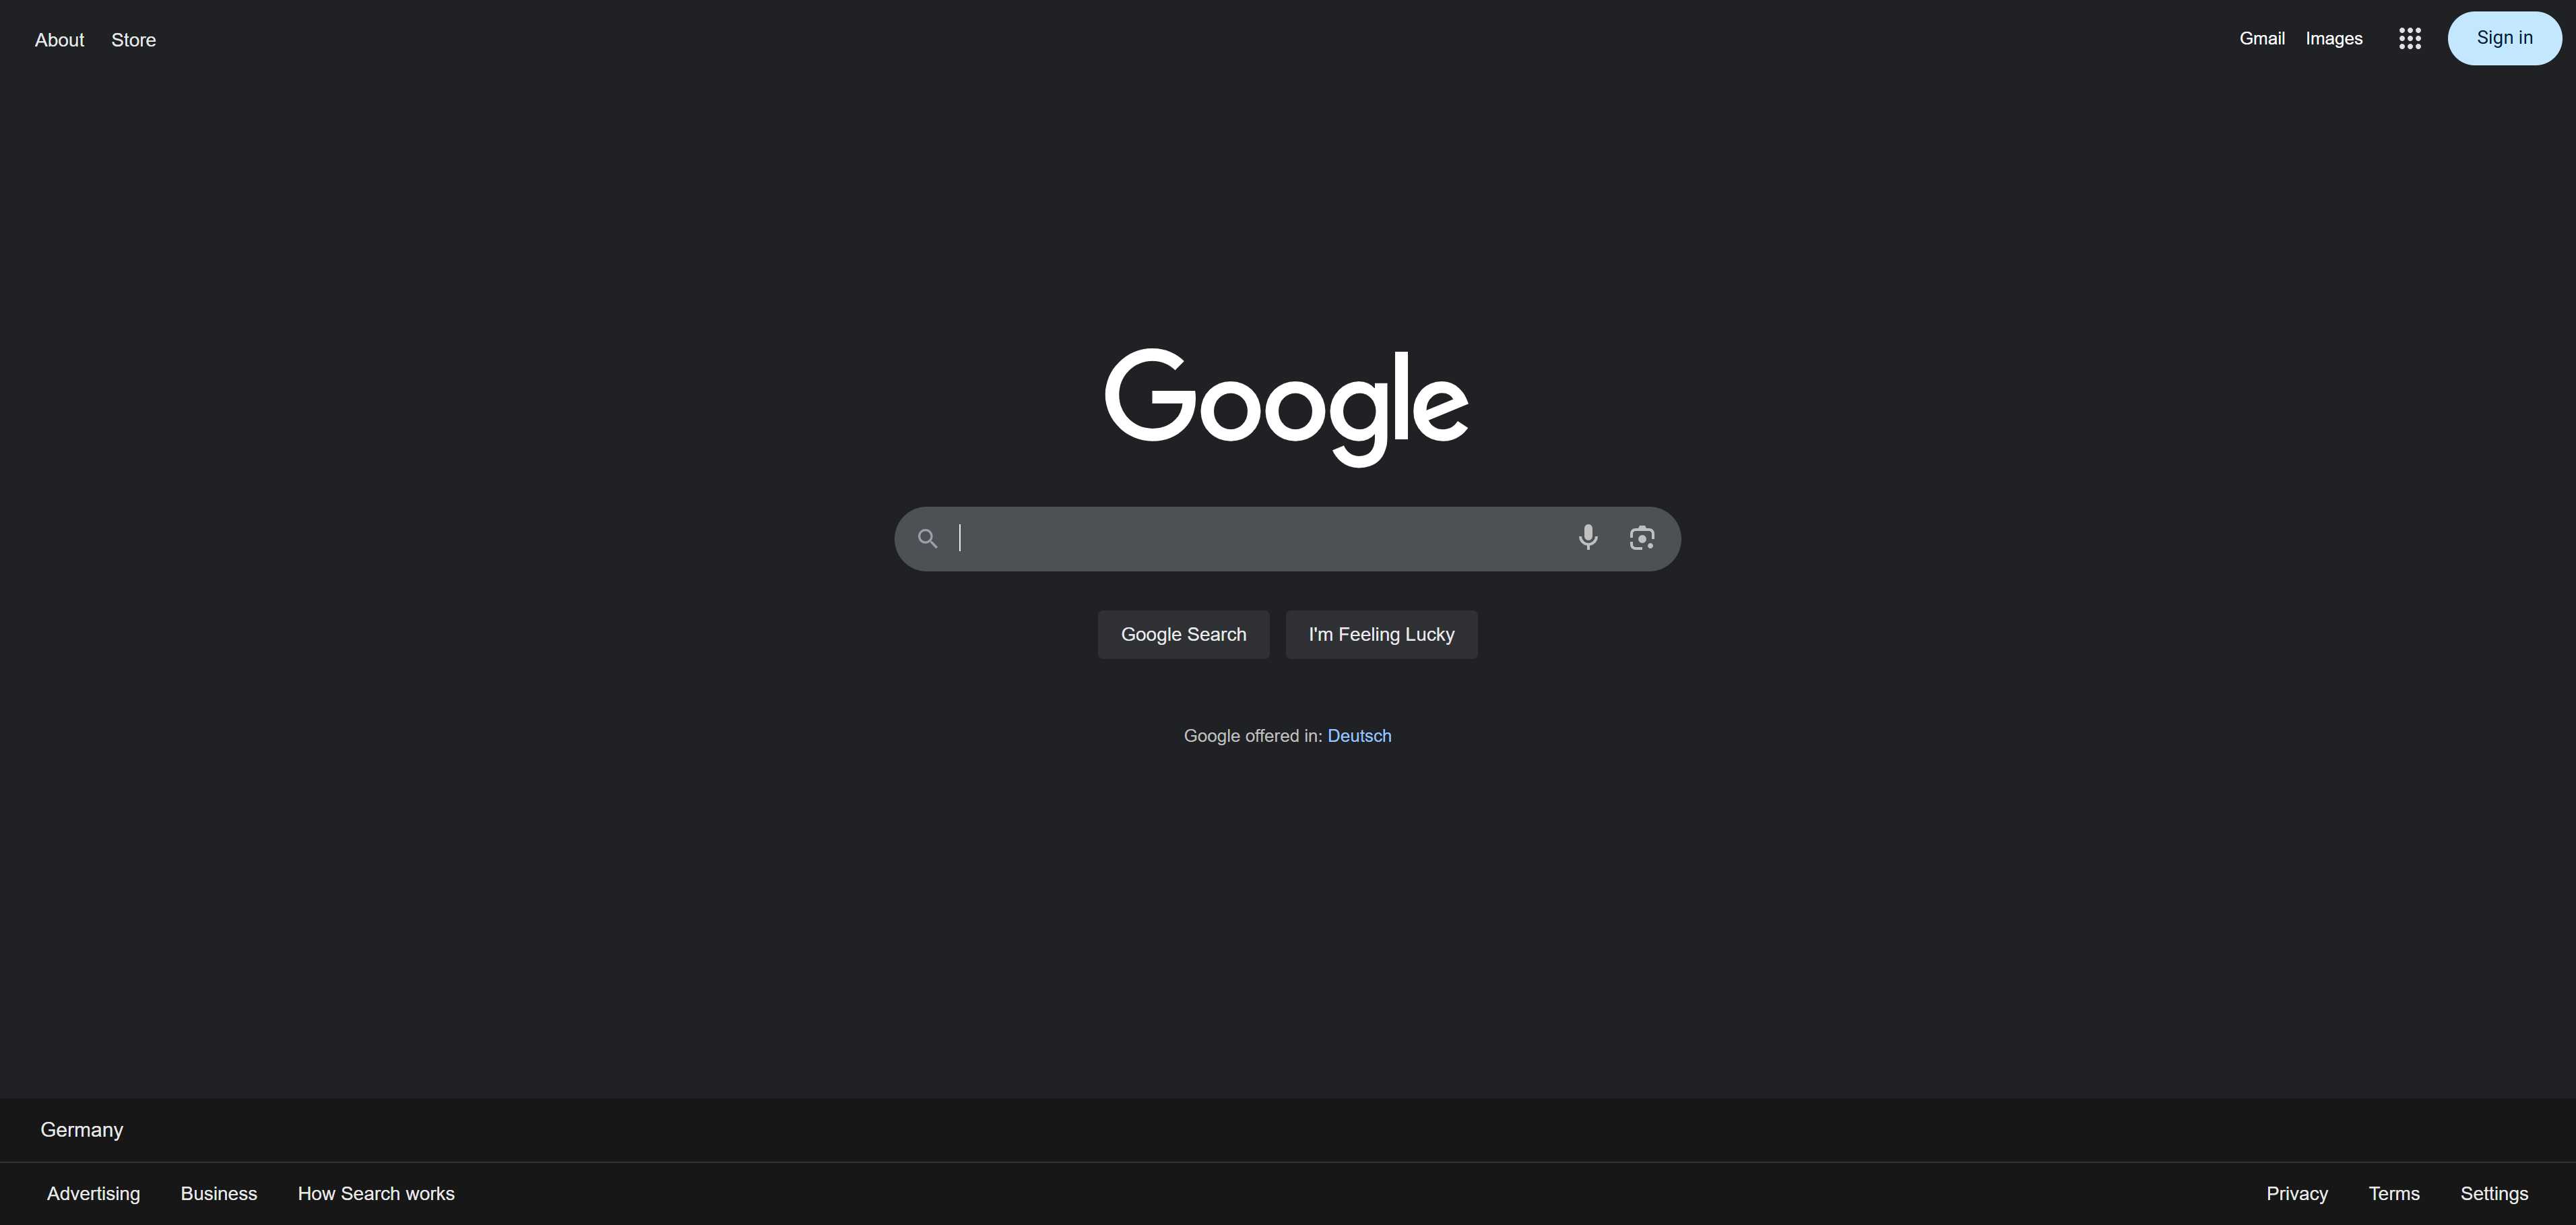 About Store Gmail Images Sign in
Google
Google Search I'm Feeling Lucky
Google offered in: Deutsch
Germany
Advertising Business How Search works Privacy Terms Settings